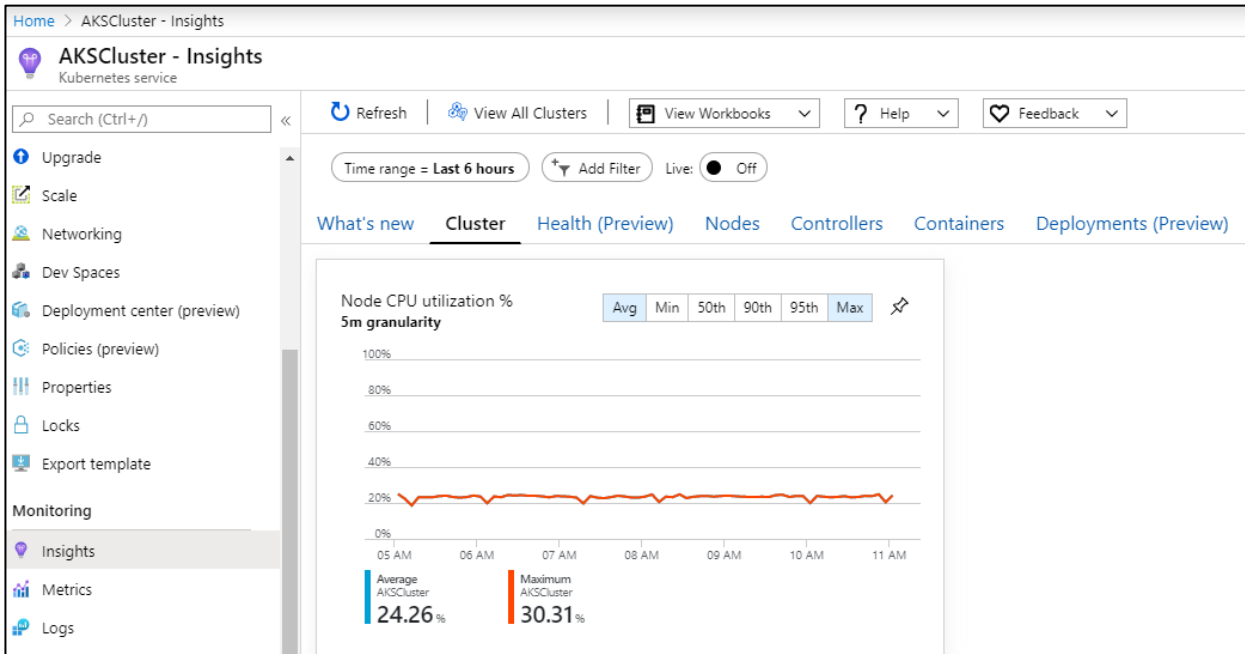 Home > AKSCluster - Insights
AKSCluster - Insights
Kubernetes service
Search (Ctrl+/)
«
Upgrade
Scale
Networking
Dev Spaces
Deployment center (preview)
Policies (preview)
Properties
Locks
Export template
Monitoring
Insights
Metrics
Logs
Refresh View All Clusters View Workbooks ? Help Feedback
Time range = Last 6 hours Add Filter Live: Off
What's new Cluster Health (Preview) Nodes Controllers Containers Deployments (Preview)
Node CPU utilization %
5m granularity
Avg Min 50th 90th 95th Max
100%
80%
60%
40%
20%
0%
05 AM 06 AM 07 AM 08 AM 09 AM 10 AM 11 AM
Average
AKSCluster
24.26 %
Maximum
AKSCluster
30.31 %